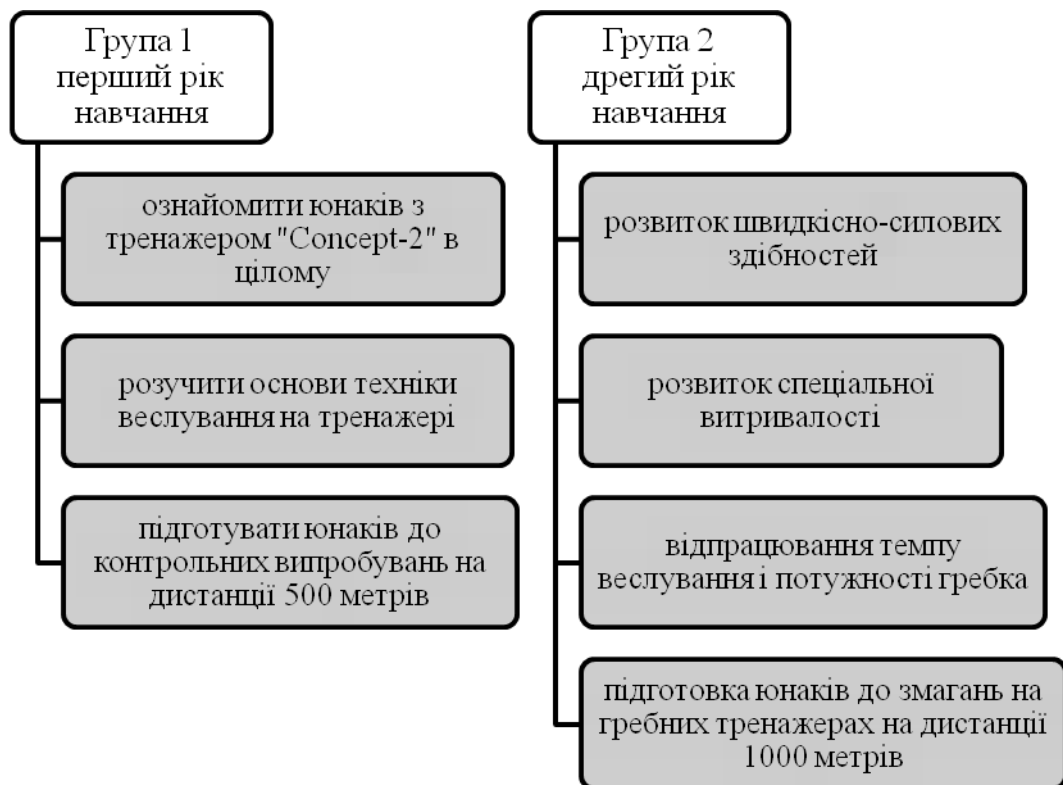 Група 1
перший рік
навчання
ознайомити юнаків з
тренажером "Concept-2" в
цілому
розучити основи техніки
веслування на тренажері
підготувати юнаків до
контрольних випробувань на
дистанції 500 метрів
Група 2
дрегий рік
навчання
розвиток швидкісно-силових
здібностей
розвиток спеціальної
витривалості
відпрацювання темпу
веслування і потужності гребка
підготовка юнаків до змагань на
гребних тренажерах на дистанції
1000 метрів